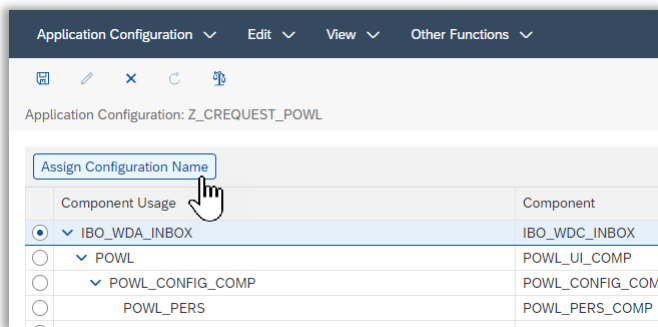 Application Configuration Edit View Other Functions
Application Configuration: Z_CREQUEST_POWL
Assign Configuration Name
Component Usage Component
IBO_WDA_INBOX IBO_WDC_INBOX
POWL POWL_UI_COMP
POWL_CONFIG_COMP POWL_CONFIG_COM
POWL_PERS POWL_PERS_COMP